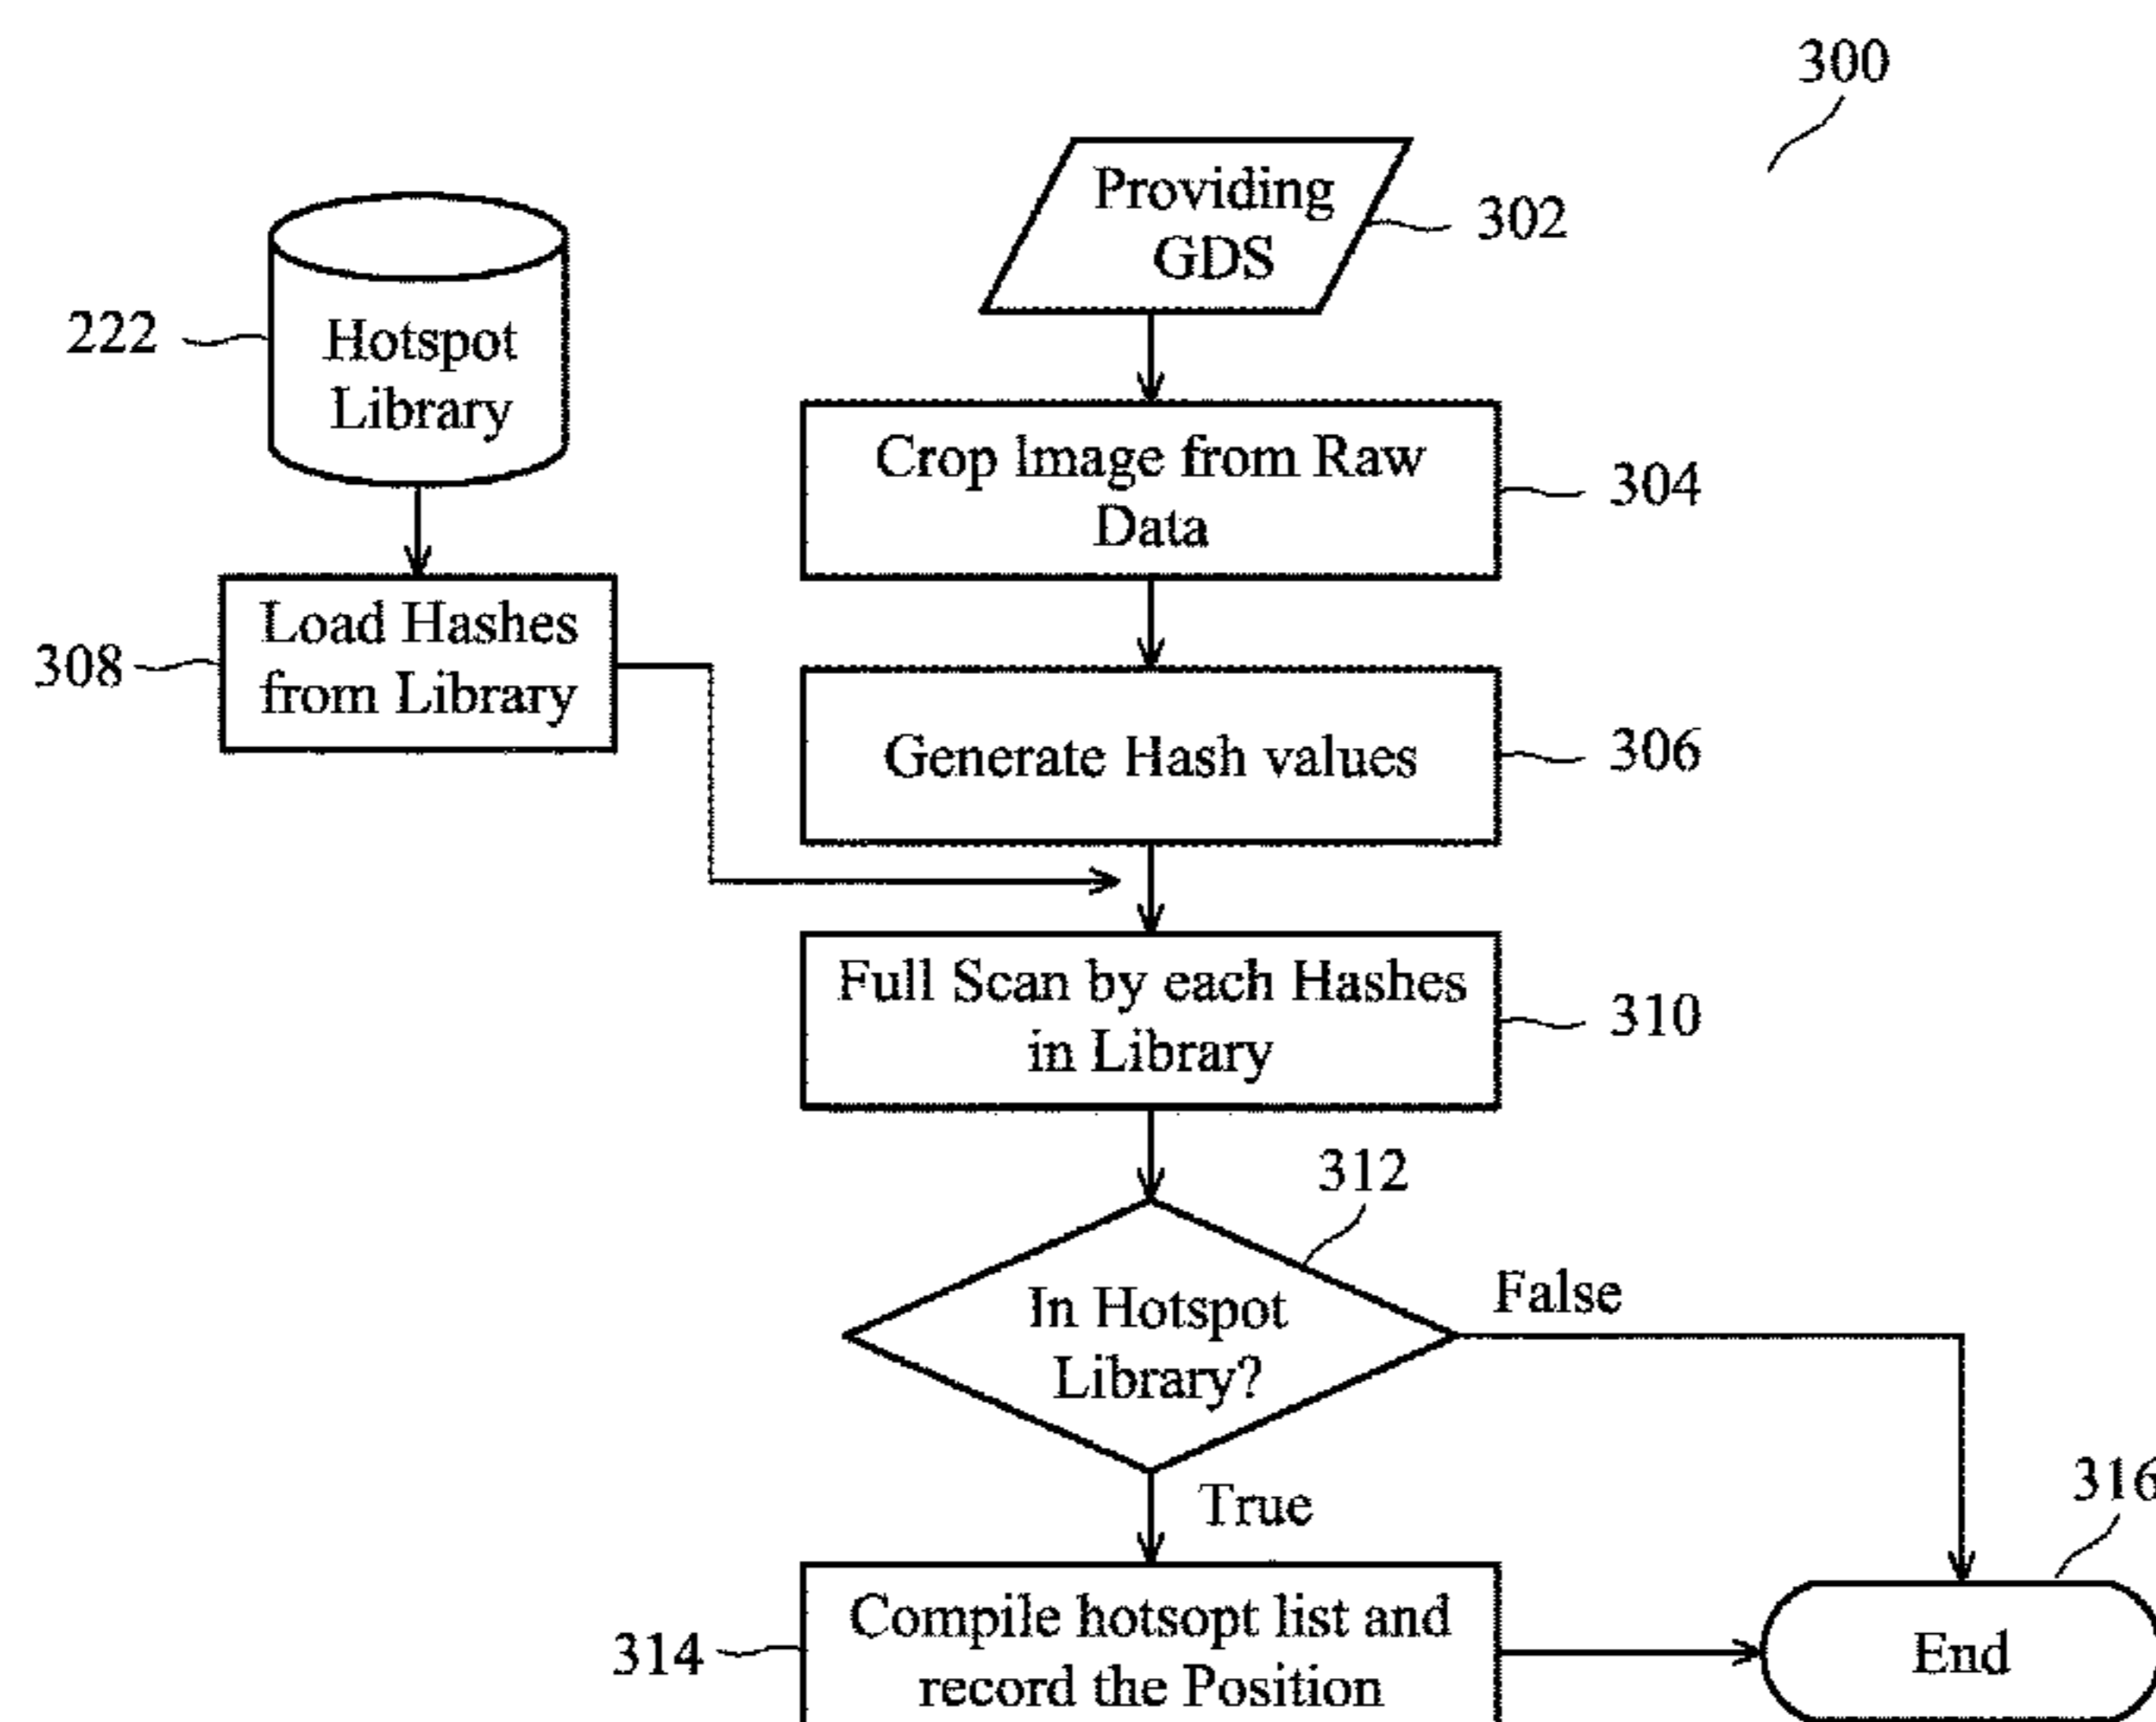 300
Providing
GDS
302
222
Hotspot
Library
Crop Image from Raw
Data
304
308
Load Hashes
from Library
Generate Hash values
306
Full Scan by each Hashes
in Library
310
312
In Hotspot
Library?
False
True
316
314
Compile hotsopt list and
record the Position
End